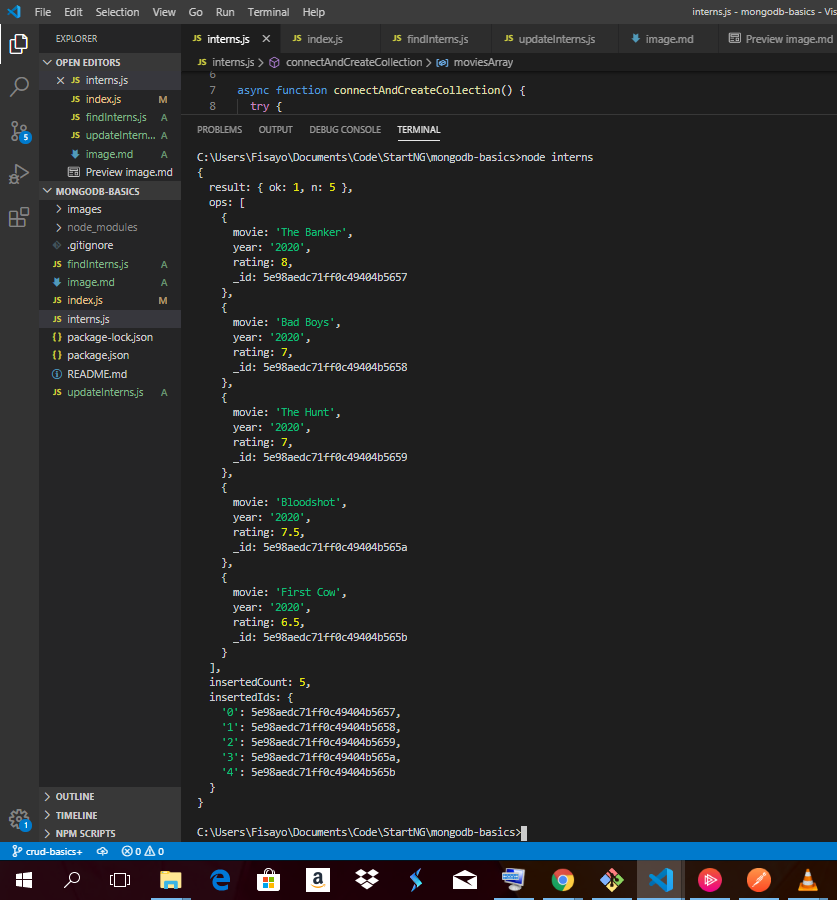 File Edit Selection View Go Run Terminal Help interns.js - mongodb-basics - Vis
EXPLORER
OPEN EDITORS
JS interns.js
JS index.js M
JS findInterns.js A
JS updateIntern... A
image.md A
Preview image.md
MONGODB-BASICS
images
node_modules
.gitignore
JS findInterns.js A
image.md A
JS index.js M
JS interns.js
{} package-lock.json
{} package.json
README.md
JS updateInterns.js A
OUTLINE
TIMELINE
NPM SCRIPTS
5
1
JS interns.js JS index.js JS findInterns.js JS updateInterns.js image.md Preview image.md
JS interns.js > connectAndCreateCollection > moviesArray
6
7 async function connectAndCreateCollection() {
8 try {
PROBLEMS OUTPUT DEBUG CONSOLE TERMINAL
C:\Users\Fisayo\Documents\Code\StartNG\mongodb-basics>node interns
{
result: { ok: 1, n: 5 },
ops: [
{
movie: 'The Banker',
year: '2020',
rating: 8,
_id: 5e98aedc71ff0c49404b5657
},
{
movie: 'Bad Boys',
year: '2020',
rating: 7,
_id: 5e98aedc71ff0c49404b5658
},
{
movie: 'The Hunt',
year: '2020',
rating: 7,
_id: 5e98aedc71ff0c49404b5659
},
{
movie: 'Bloodshot',
year: '2020',
rating: 7.5,
_id: 5e98aedc71ff0c49404b565a
},
{
movie: 'First Cow',
year: '2020',
rating: 6.5,
_id: 5e98aedc71ff0c49404b565b
}
],
insertedCount: 5,
insertedIds: {
'0': 5e98aedc71ff0c49404b5657,
'1': 5e98aedc71ff0c49404b5658,
'2': 5e98aedc71ff0c49404b5659,
'3': 5e98aedc71ff0c49404b565a,
'4': 5e98aedc71ff0c49404b565b
}
}
C:\Users\Fisayo\Documents\Code\StartNG\mongodb-basics>
crud-basics+ 0 0